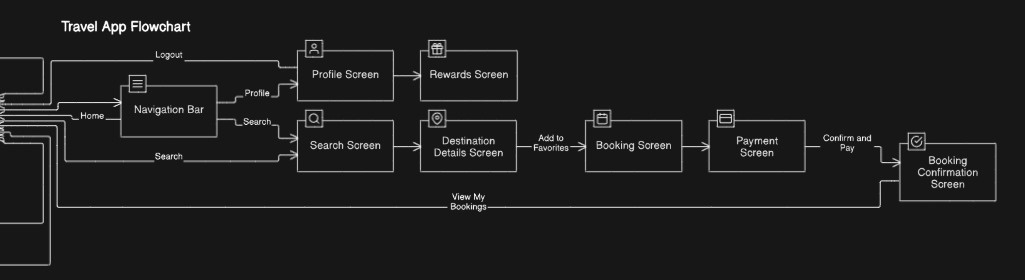 Travel App Flowchart
Logout
Profile Screen
Rewards Screen
Navigation Bar
Profile
Home
Search
Search Screen
Destination
Details Screen
Add to
Favorites
Booking Screen
Payment
Screen
Confirm and
Pay
Booking
Confirmation
Screen
Search
View My
Bookings